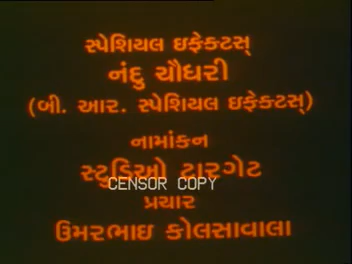 સ્પેશિયલ ઇફેક્ટસ્
નંદુ ચૌધરી
(બી. આર. સ્પેશિયલ ઇફેક્ટસ્)
નામાંકન
સ્ટુડિઓ ટારગેટ
CENSOR COPY
પ્રચાર
ઉમરભાઇ કોલસાવાલા